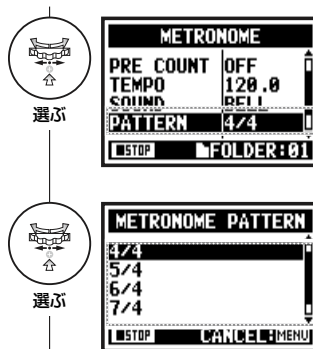 METRONOME
PRE COUNT OFF
TEMPO 120.0
SOUND BELL
PATTERN 4/4
■STOP FOLDER:01
選ぶ
METRONOME PATTERN
4/4
5/4
6/4
7/4
■STOP CANCEL:MENU
選ぶ